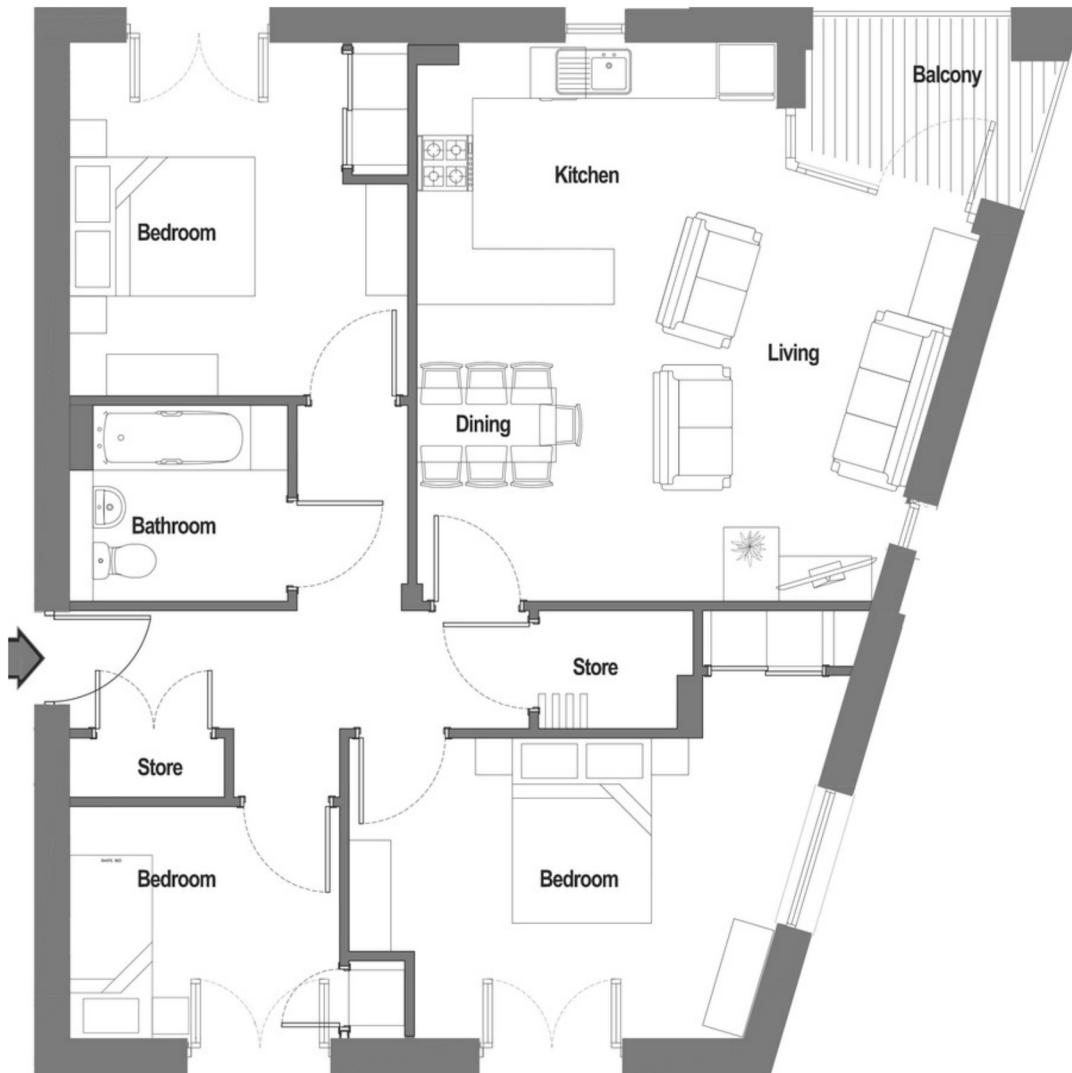 Balcony
Kitchen
Bedroom
Living
Dining
Bathroom
Store
Store
Bedroom
Bedroom